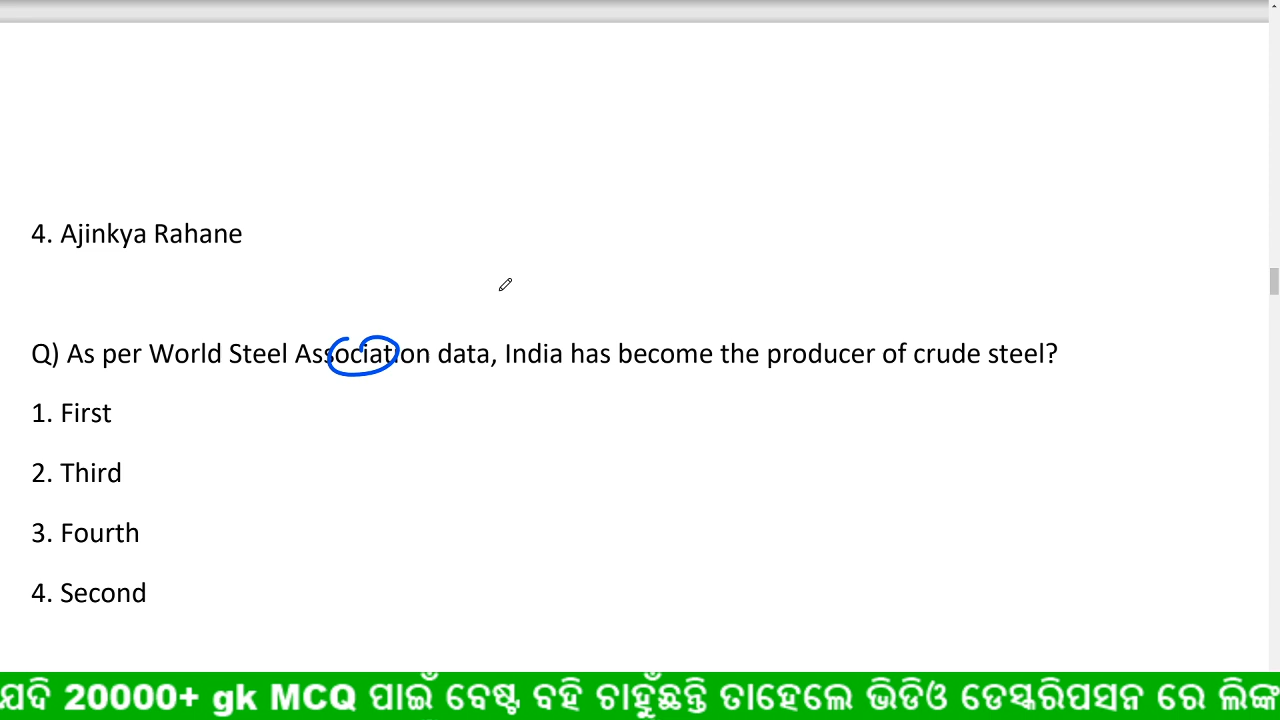 4. Ajinkya Rahane
Q) As per World Steel Association data, India has become the producer of crude steel?
1. First
2. Third
3. Fourth
4. Second
ଯଦି 20000+ gk MCQ ପାଇଁ ବେଷ୍ଟ ବହି ଚାହୁଁଛନ୍ତି ତାହେଲେ ଭିଡିଓ ଡେସ୍କରିପସନ ରେ ଲିଙ୍କ